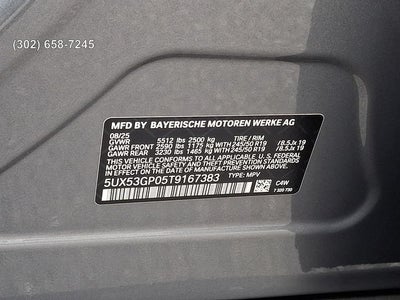 (302) 658-7245
MFD BY BAYERISCHE MOTOREN WERKE AG
08/25 TIRE / RIM
GVWR 5512 lbs 2500 kg
GAWR FRONT 2590 lbs 1175 kg WITH 245/50 R19 /8.5Jx 19
GAWR REAR 3230 lbs 1465 kg WITH 245/50 R19 /8.5Jx 19
THIS VEHICLE CONFORMS TO ALL APPLICABLE FEDERAL
MOTOR VEHICLE SAFETY, BUMPER, AND THEFT PREVENTION
STANDARDS IN EFFECT ON THE DATE OF MANUFACTURE
SHOWN ABOVE.
5UX53GP05T9167383 TYPE: MPV C4W